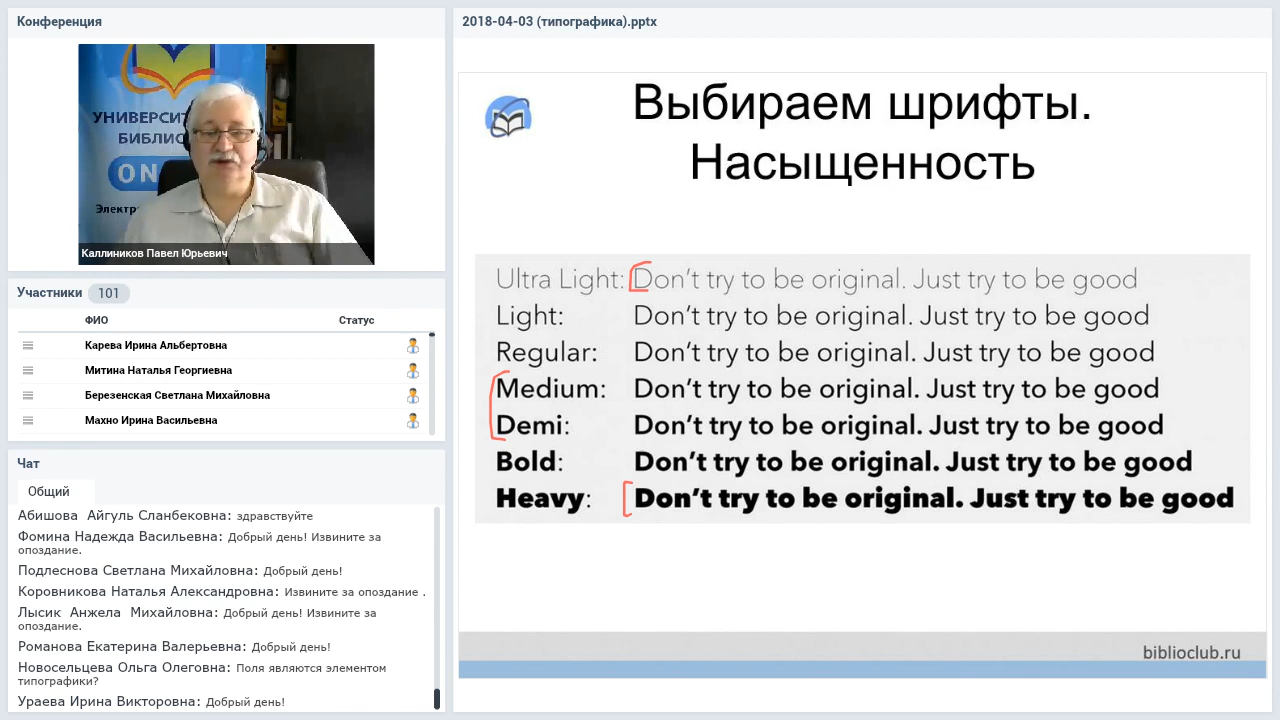 Конференция
УНИВЕРСИТ
БИБЛИО
ON
Электр
Каллиников Павел Юрьевич
Участники 101
ФИО Статус
Карева Ирина Альбертовна
Митина Наталья Георгиевна
Березенская Светлана Михайловна
Махно Ирина Васильевна
Чат
Общий
Абишова Айгуль Сланбековна: здравствуйте
Фомина Надежда Васильевна: Добрый день! Извините за
опоздание.
Подлеснова Светлана Михайловна: Добрый день!
Коровникова Наталья Александровна: Извините за опоздание .
Лысик Анжела Михайловна: Добрый день! Извините за
опоздание.
Романова Екатерина Валерьевна: Добрый день!
Новосельцева Ольга Олеговна: Поля являются элементом
типографики?
Ураева Ирина Викторовна: Добрый день!
2018-04-03 (типографика).pptx
Выбираем шрифты.
Насыщенность
Ultra Light: Don't try to be original. Just try to be good
Light: Don't try to be original. Just try to be good
Regular: Don't try to be original. Just try to be good
Medium: Don't try to be original. Just try to be good
Demi: Don't try to be original. Just try to be good
Bold: Don't try to be original. Just try to be good
Heavy: Don't try to be original. Just try to be good
biblioclub.ru